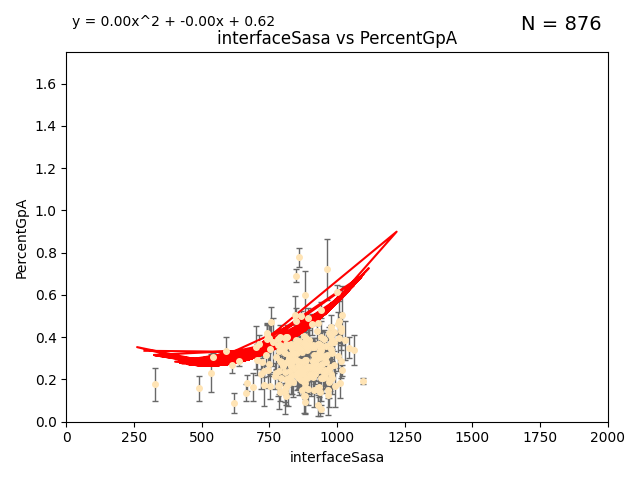 y = 0.00x^2 + -0.00x + 0.62
N = 876
interfaceSasa vs PercentGpA
PercentGpA
1.6
1.4
1.2
1.0
0.8
0.6
0.4
0.2
0.0
0 250 500 750 1000 1250 1500 1750 2000
interfaceSasa